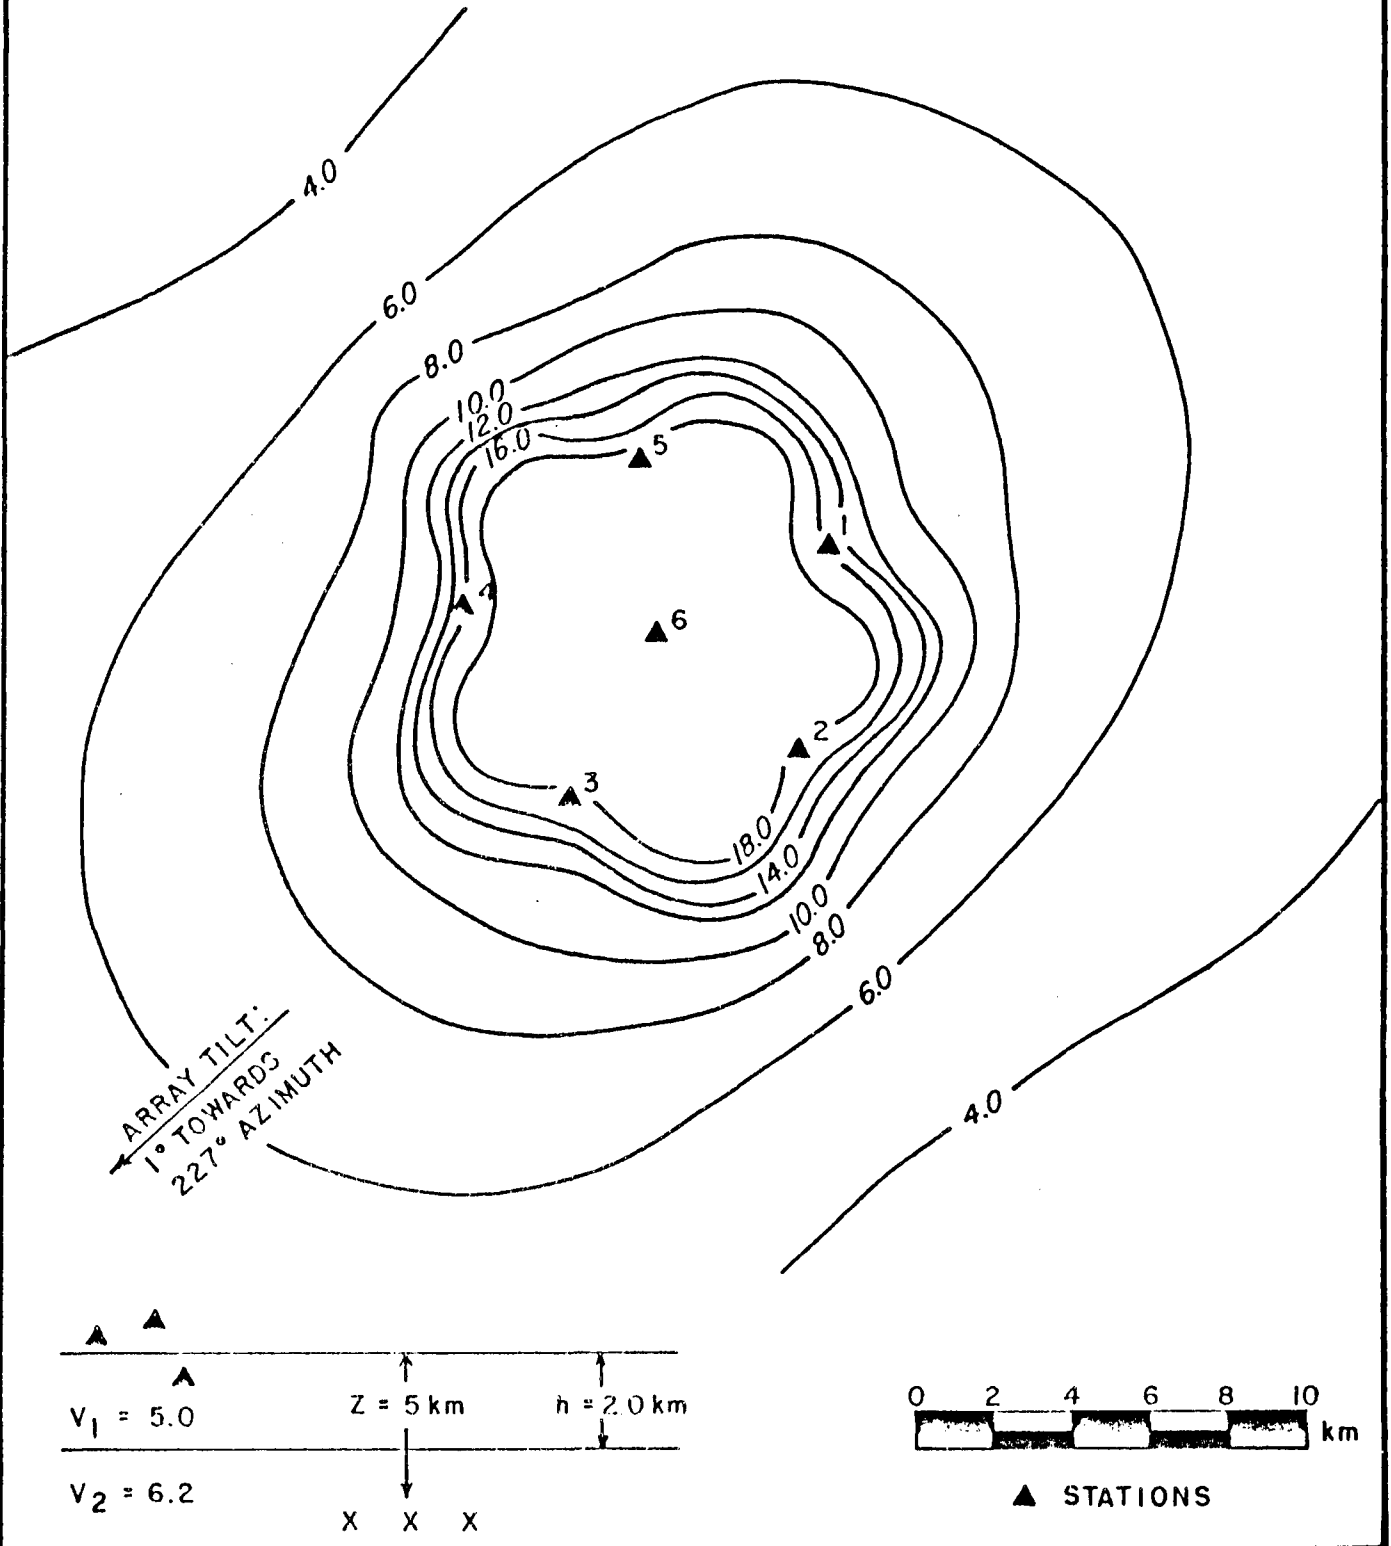 4.0
6.0
8.0
10.0
12.0
16.0
5
1
4
6
2
3
18.0
14.0
10.0
8.0
6.0
4.0
ARRAY TILT:
1° TOWARDS
227° AZIMUTH
V1 = 5.0
Z = 5 km
h = 2.0 km
V2 = 6.2
X X X
0 2 4 6 8 10
km
▲ STATIONS